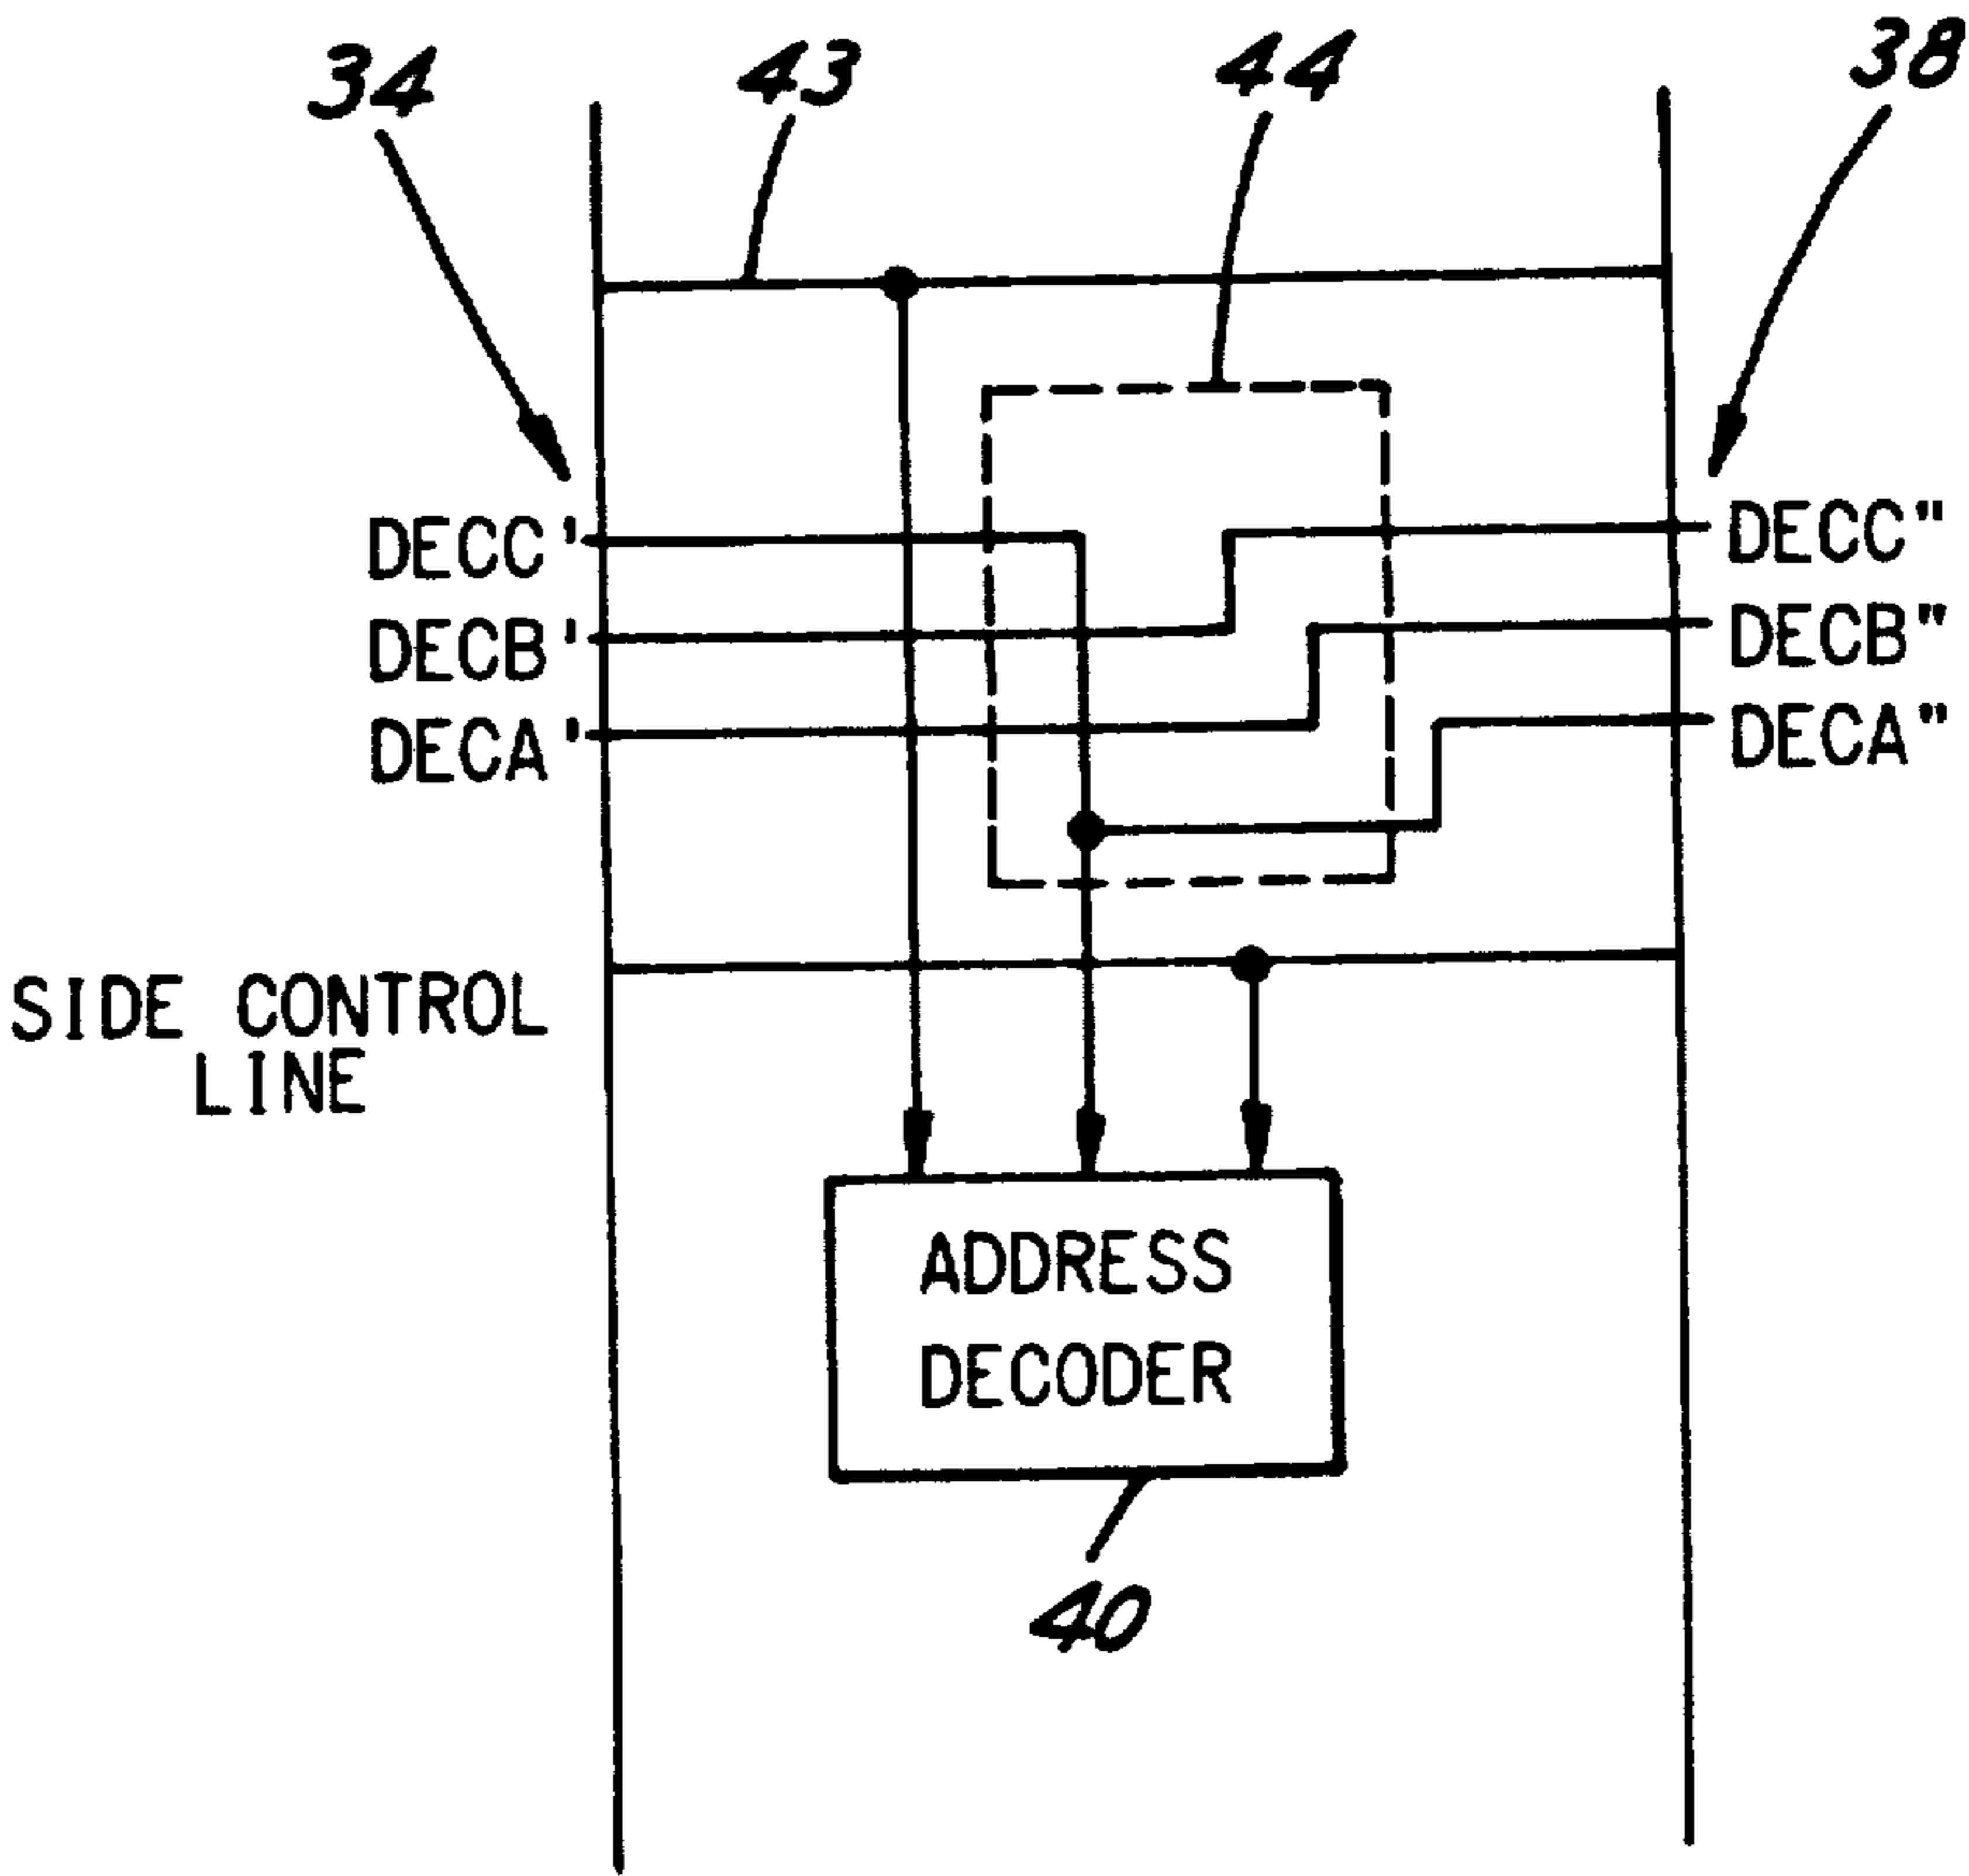 34 43 44 38
DECC' DECC"
DECB' DECB"
DECA' DECA"
SIDE CONTROL
LINE
ADDRESS
DECODER
40